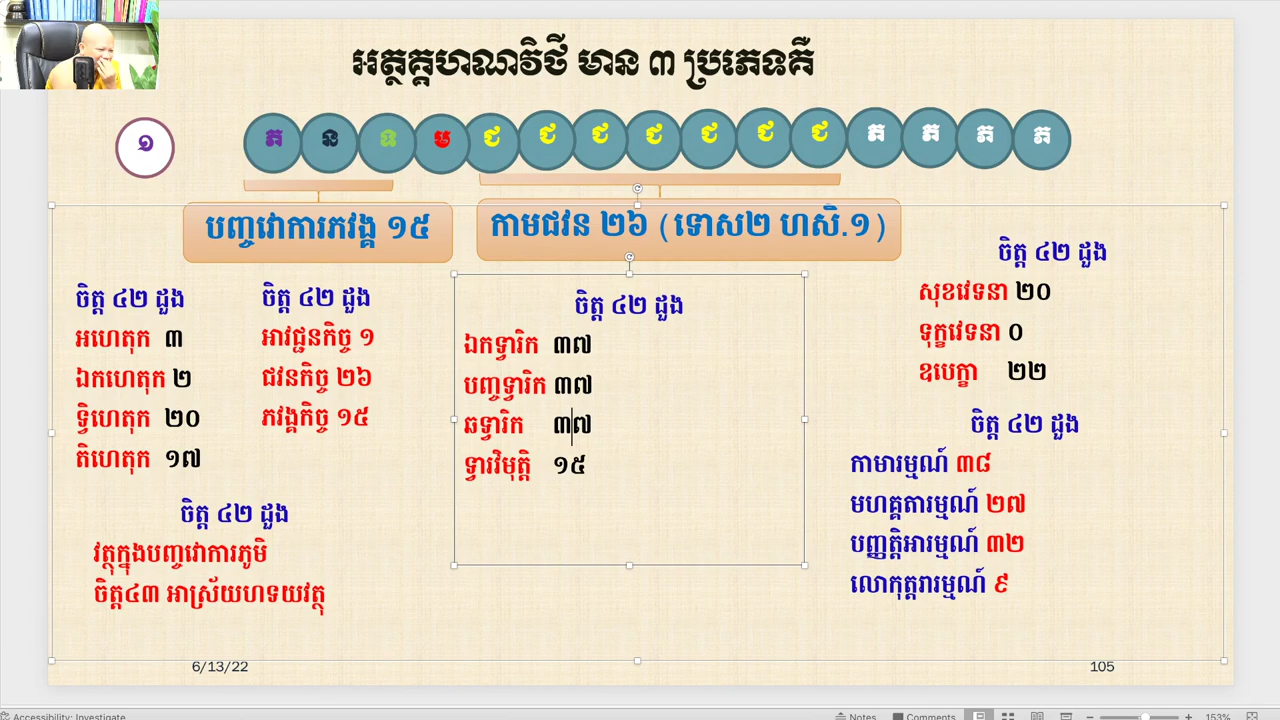 អត្ថគ្គហណវិថី មាន ៣ ប្រភេទគឺ
១
ភ ន ទ ម ជ ជ ជ ជ ជ ជ ជ ត ត ភ ភ
បញ្ចវោការភវង្គ ១៥
កាមជវន ២៦ (ទោស២ ហសិ.១)
ចិត្ត ៤២ ដួង
អហេតុក ៣
ឯកហេតុក ២
ទ្វិហេតុក ២០
តិហេតុក ១៧
ចិត្ត ៤២ ដួង
អាវជ្ជនកិច្ច ១
ជវនកិច្ច ២៦
ភវង្គកិច្ច ១៥
ចិត្ត ៤២ ដួង
វត្ថុក្នុងបញ្ចវោការភូមិ
ចិត្ត៤៣ អាស្រ័យហទយវត្ថុ
ចិត្ត ៤២ ដួង
ឯកទ្វារិក ៣៧
បញ្ចទ្វារិក ៣៧
ឆទ្វារិក ៣៧
ទ្វារវិមុត្តិ ១៥
ចិត្ត ៤២ ដួង
សុខវេទនា ២០
ទុក្ខវេទនា ០
ឧបេក្ខា ២២
ចិត្ត ៤២ ដួង
កាមារម្មណ៍ ៣៨
មហគ្គតារម្មណ៍ ២៧
បញ្ញត្តិអារម្មណ៍ ៣២
លោកុត្តរារម្មណ៍ ៩
6/13/22
105
Accessibility: Investigate
Notes
Comments
153%